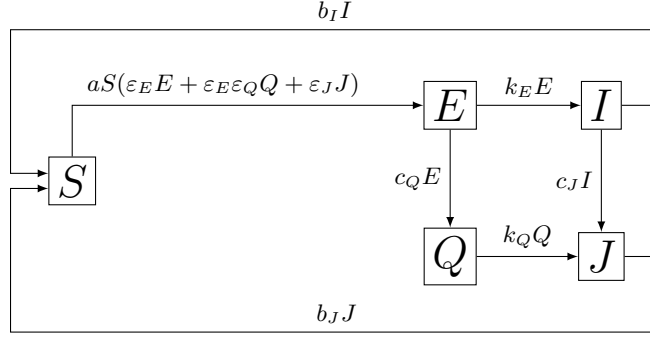 b_I I
aS(ε_E E + ε_E ε_Q Q + ε_J J)
E
k_E E
I
S
c_Q E
c_J I
Q
k_Q Q
J
b_J J